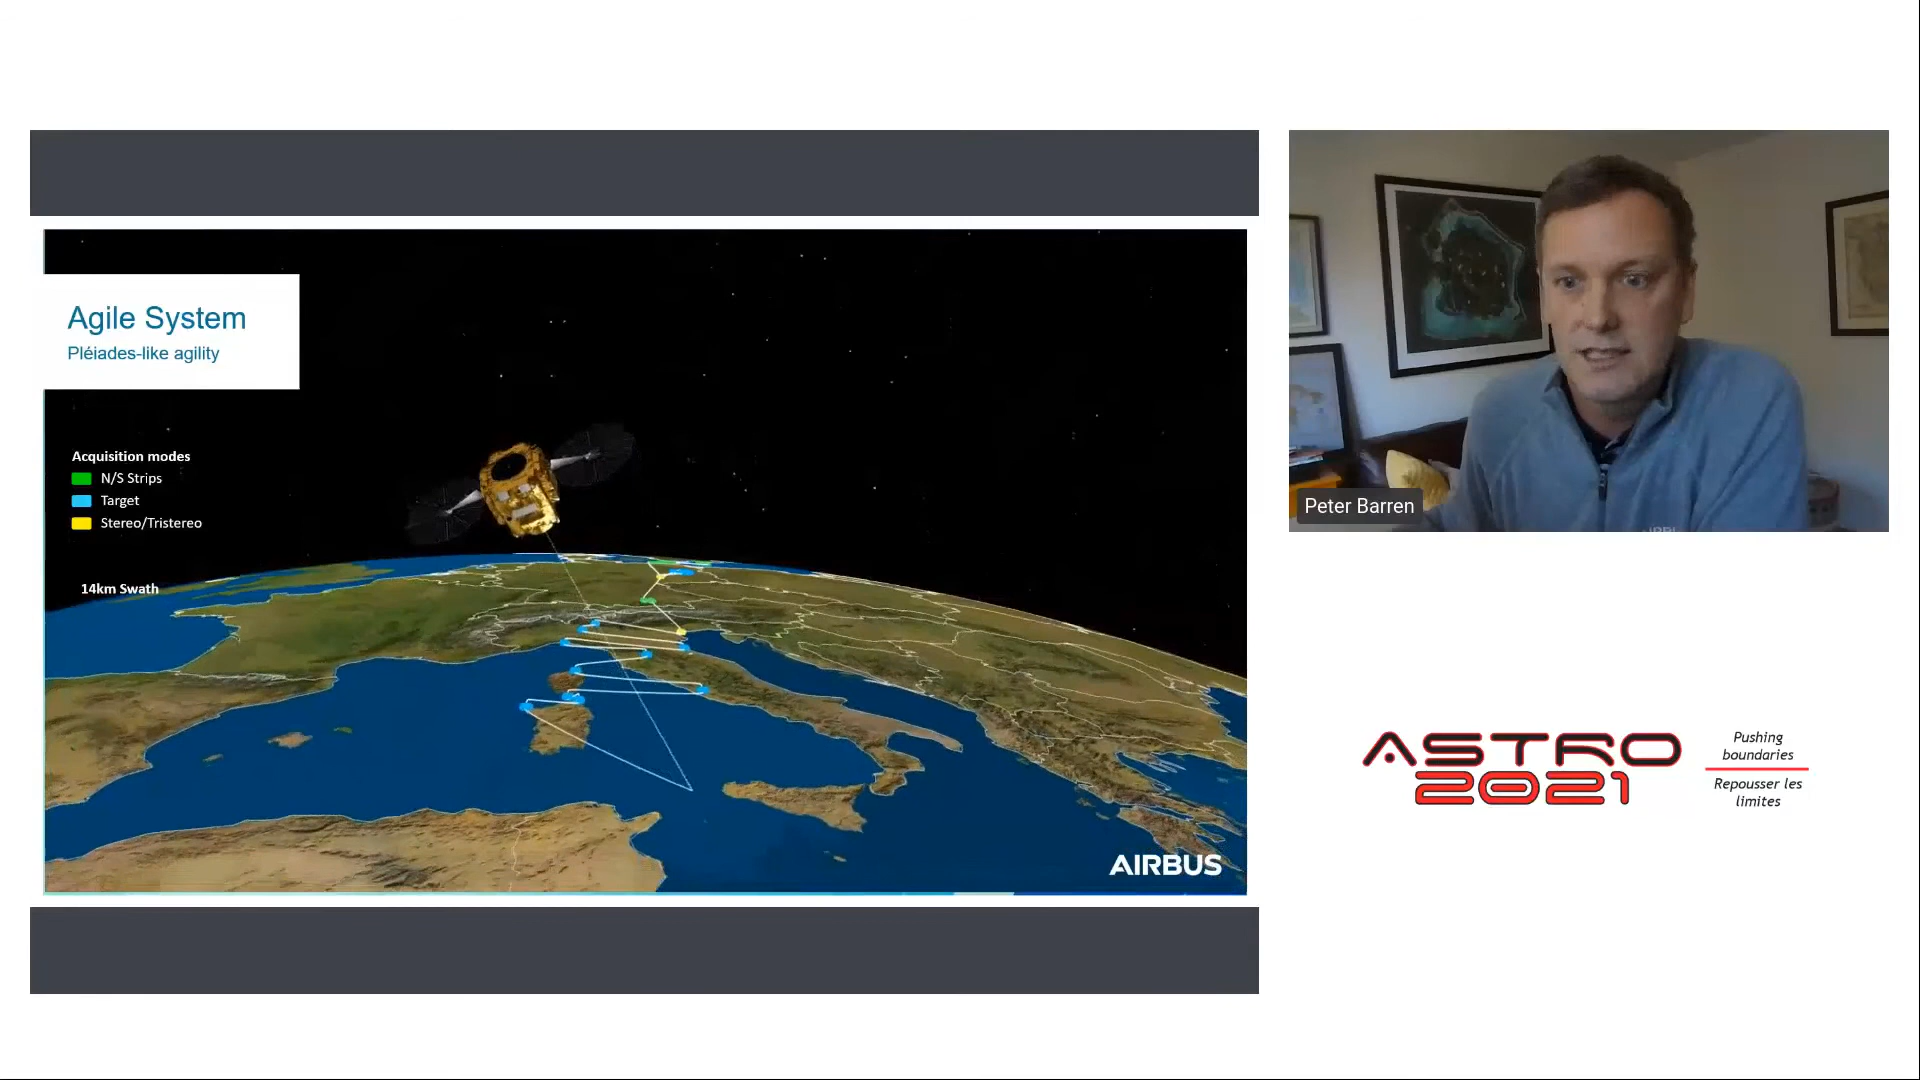 Agile System
Pléiades-like agility
Acquisition modes
N/S Strips
Target
Stereo/Tristereo
14km Swath
AIRBUS
Peter Barren
ASTRO
2021
Pushing
boundaries
Repousser les
limites